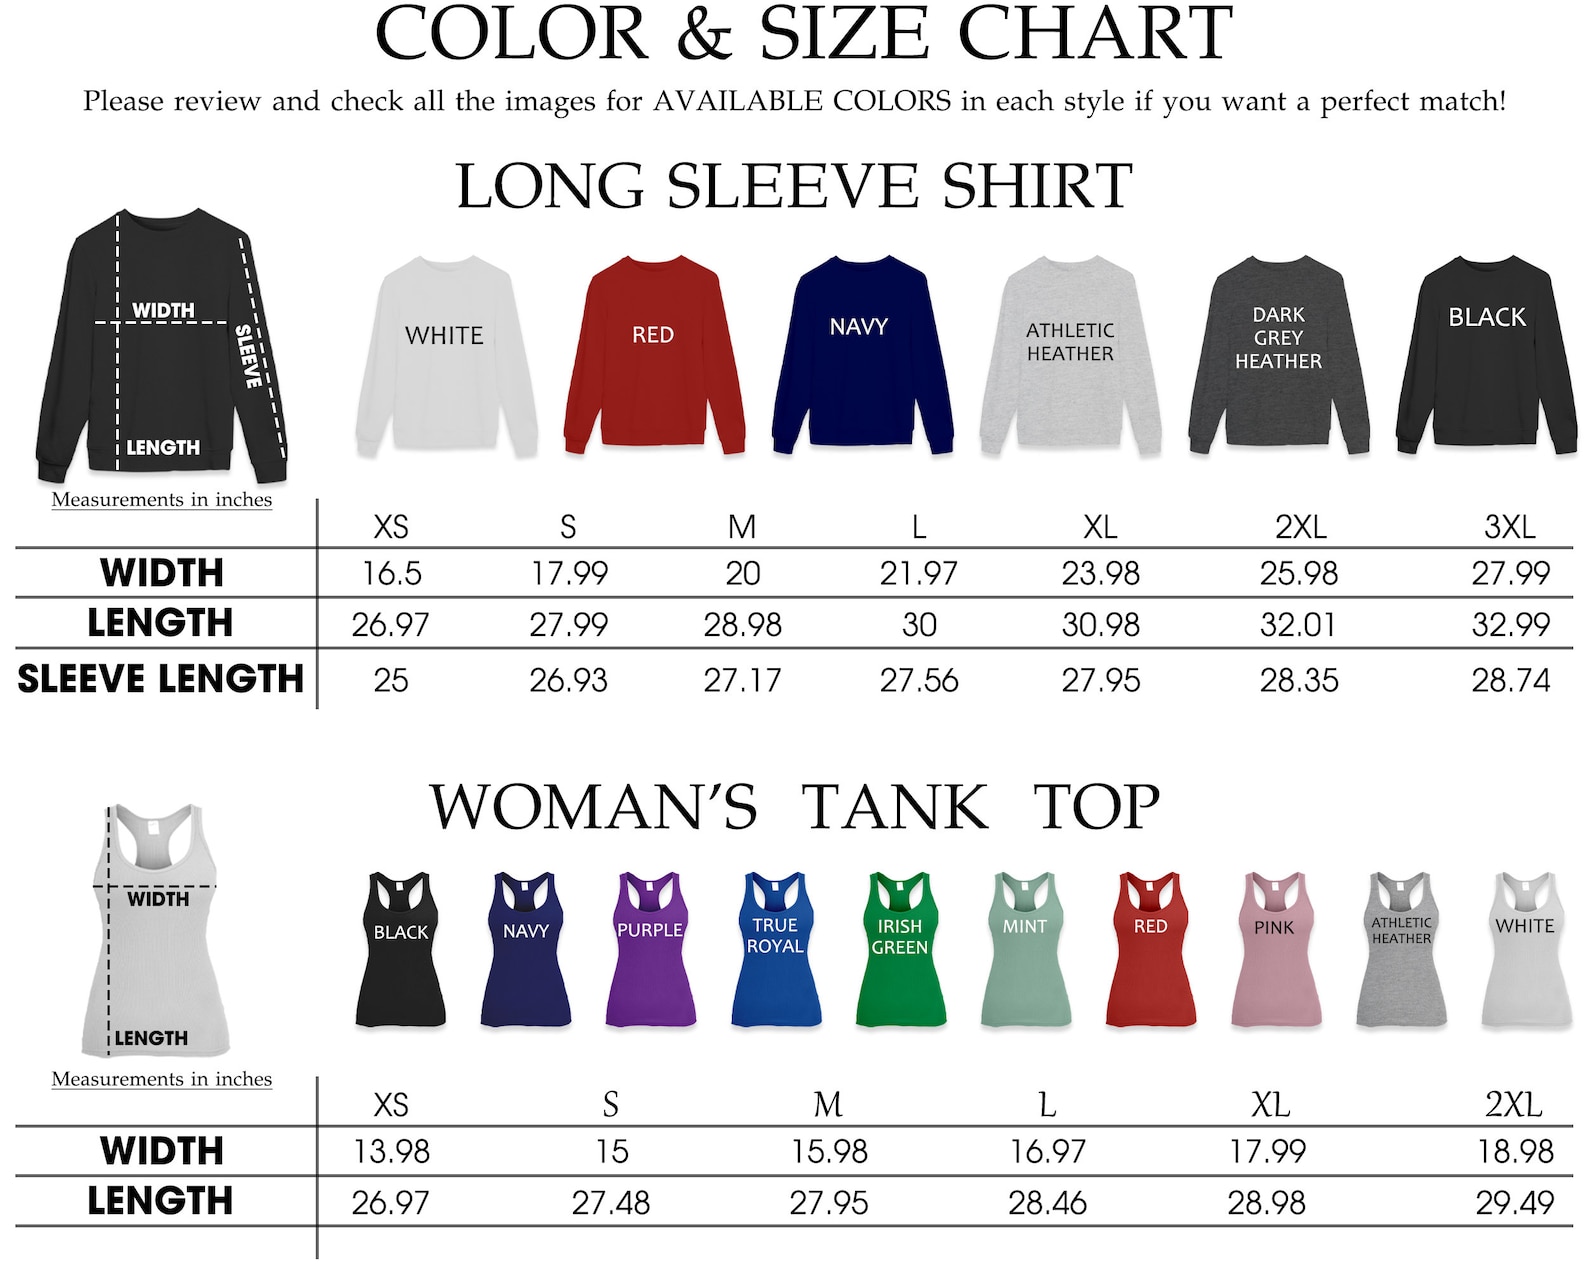 COLOR & SIZE CHART
Please review and check all the images for AVAILABLE COLORS in each style if you want a perfect match!
LONG SLEEVE SHIRT
WIDTH
SLEEVE
LENGTH
Measurements in inches
WHITE
RED
NAVY
ATHLETIC
HEATHER
DARK
GREY
HEATHER
BLACK
XS S M L XL 2XL 3XL
WIDTH 16.5 17.99 20 21.97 23.98 25.98 27.99
LENGTH 26.97 27.99 28.98 30 30.98 32.01 32.99
SLEEVE LENGTH 25 26.93 27.17 27.56 27.95 28.35 28.74
WOMAN’S TANK TOP
WIDTH
LENGTH
Measurements in inches
BLACK
NAVY
PURPLE
TRUE
ROYAL
IRISH
GREEN
MINT
RED
PINK
ATHLETIC
HEATHER
WHITE
XS S M L XL 2XL
WIDTH 13.98 15 15.98 16.97 17.99 18.98
LENGTH 26.97 27.48 27.95 28.46 28.98 29.49